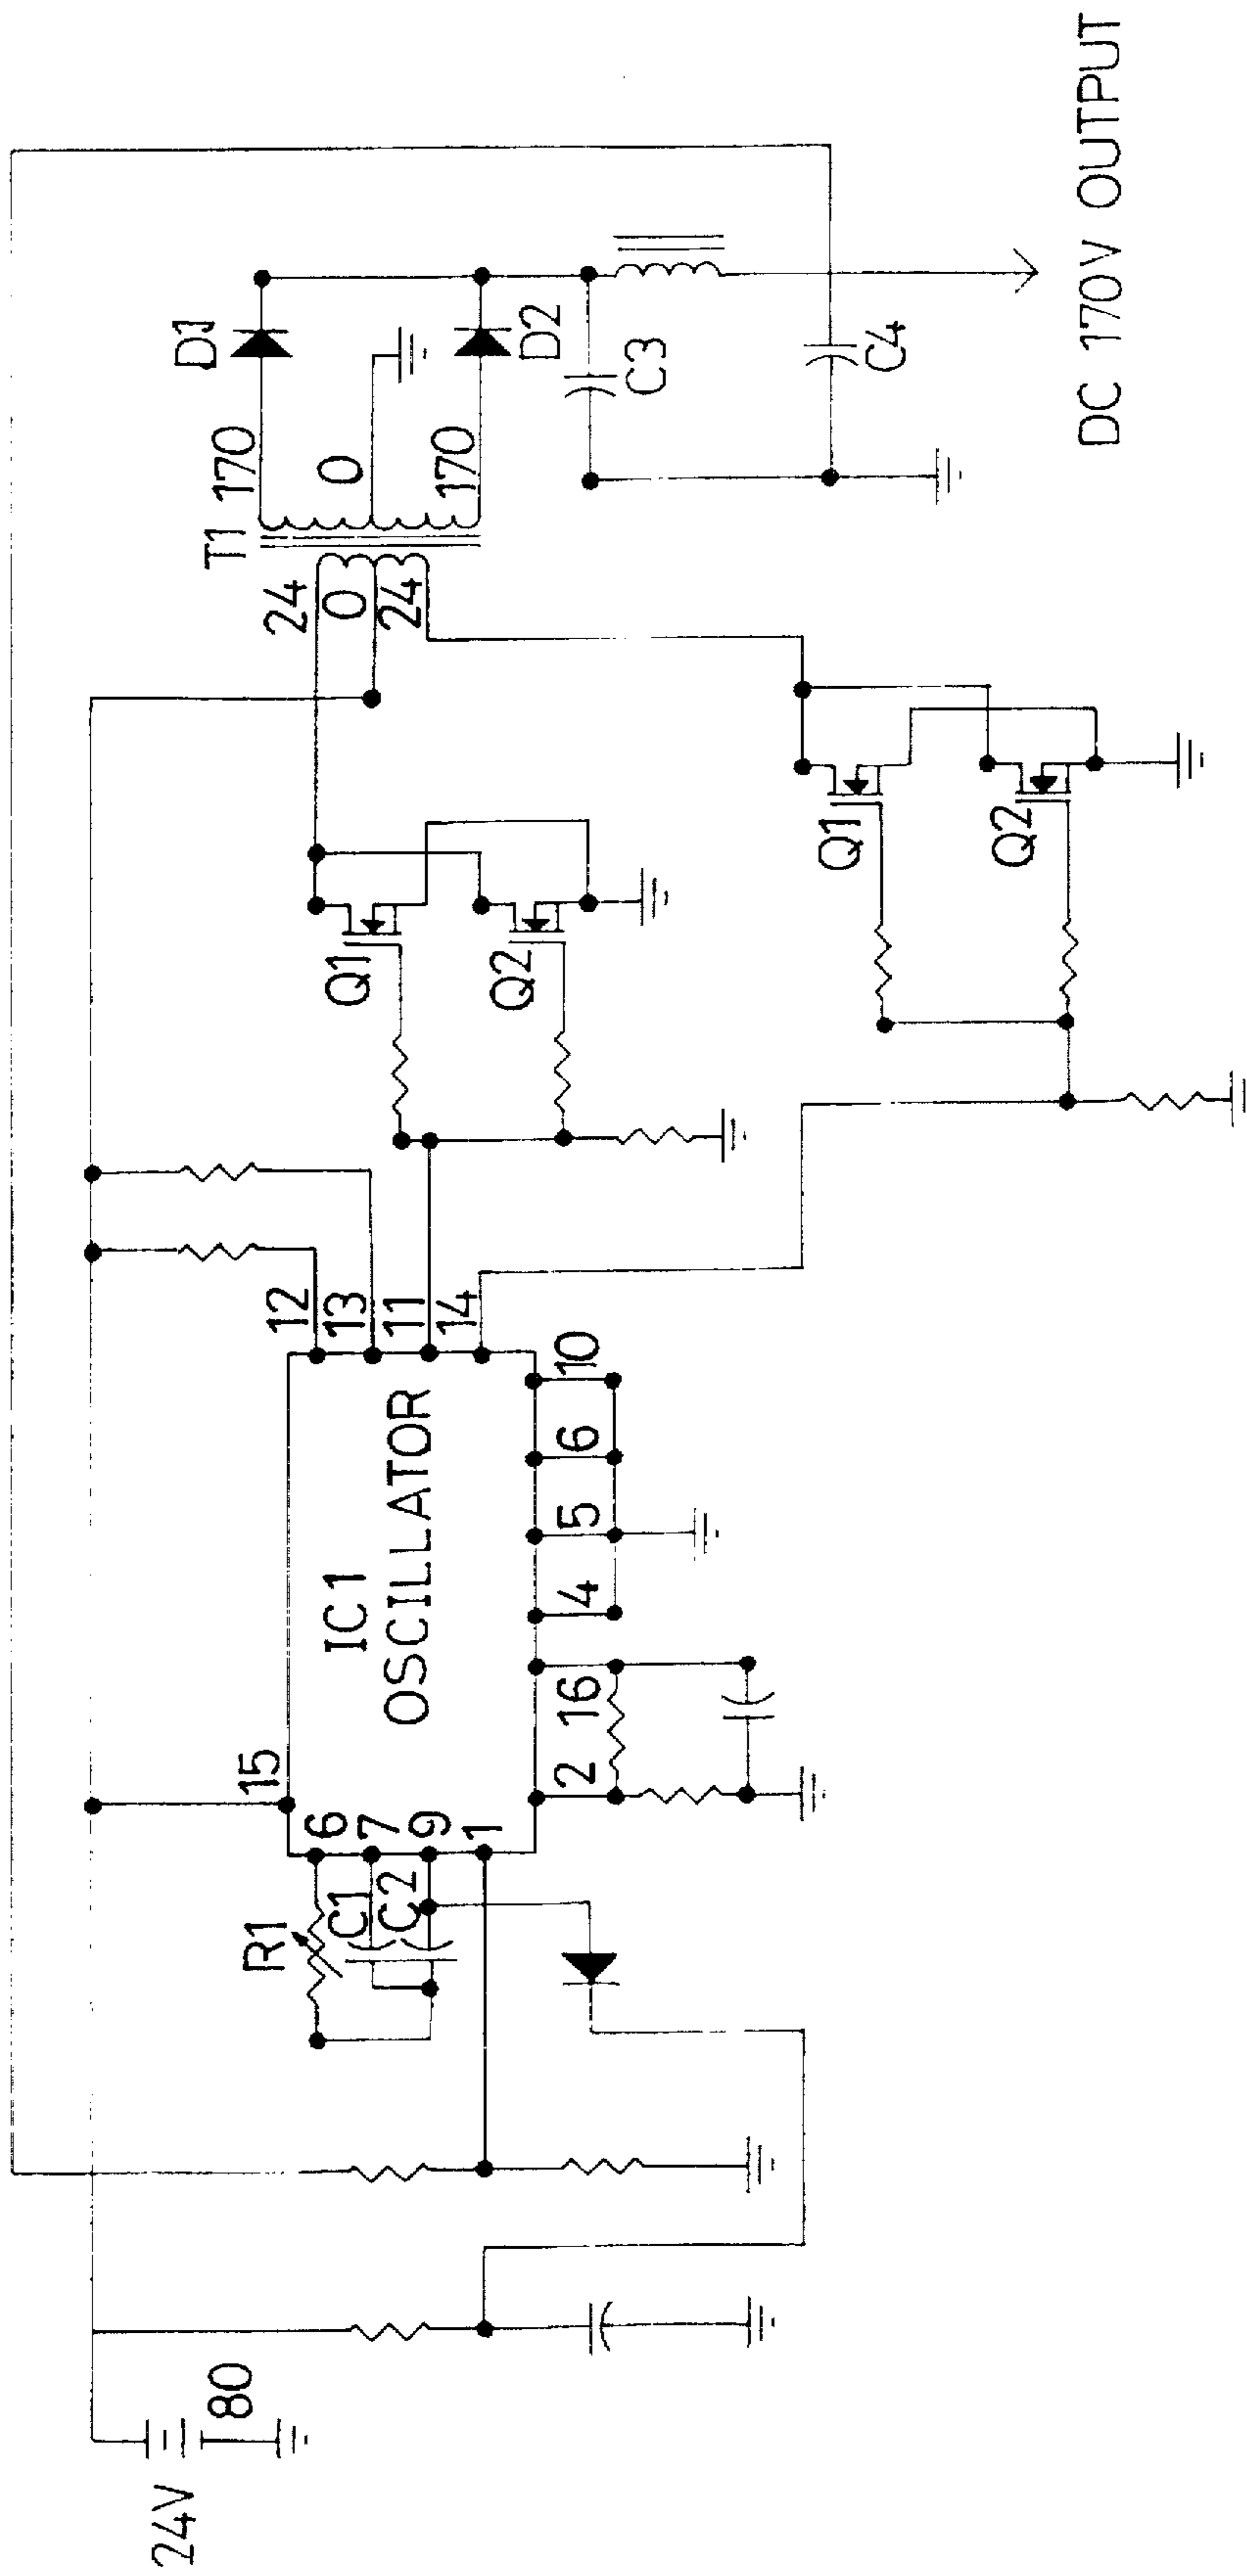 24V
80
R1
C1
C2
6
7
9
1
15
IC1
OSCILLATOR
2
16
4
5
6
10
12
13
11
14
Q1
Q2
Q1
Q2
T1
24
0
24
170
0
170
D1
D2
C3
C4
DC 170V OUTPUT